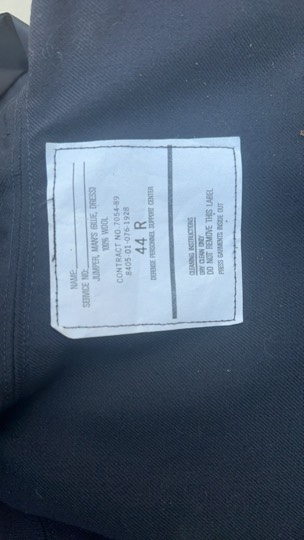 NAME:
SERVICE NO:
JUMPER, MAN'S (BLUE, DRESS)
100% WOOL
CONTRACT NO. 7054-89
8405-01-076-1928
44 R
DEFENSE PERSONNEL SUPPORT CENTER
CLEANING INSTRUCTIONS
DRY CLEAN ONLY
DO NOT REMOVE THIS LABEL
PRESS GARMENTS INSIDE OUT